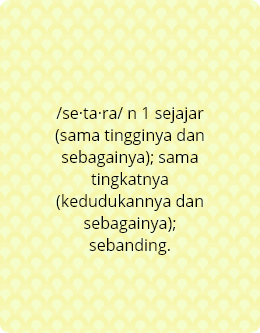 /se·ta·ra/ n 1 sejajar
(sama tingginya dan
sebagainya); sama
tingkatnya
(kedudukannya dan
sebagainya);
sebanding.